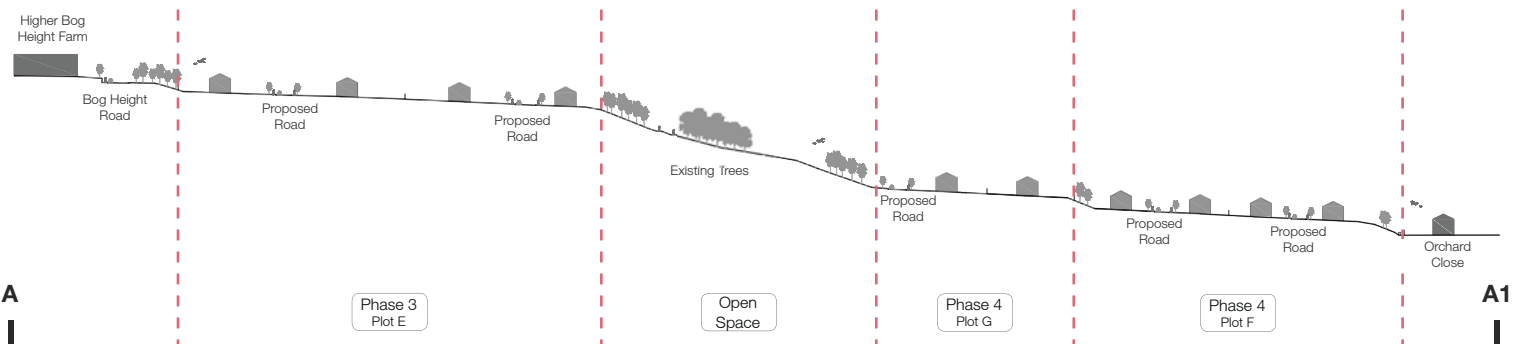 Higher Bog
Height Farm
Bog Height
Road
Proposed
Road
Proposed
Road
Existing Trees
Proposed
Road
Proposed
Road
Proposed
Road
Orchard
Close
A
A1
Phase 3
Plot E
Open
Space
Phase 4
Plot G
Phase 4
Plot F